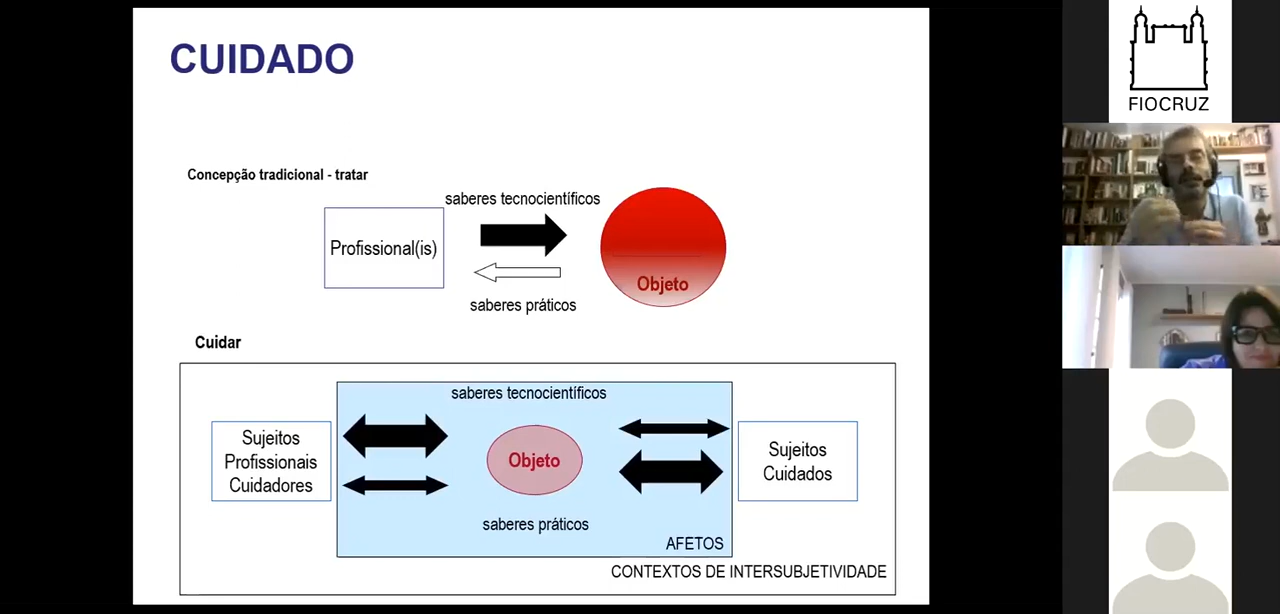 CUIDADO
FIOCRUZ
Concepção tradicional - tratar
saberes tecnocientíficos
Profissional(is)
Objeto
saberes práticos
Cuidar
saberes tecnocientíficos
Sujeitos
Profissionais
Cuidadores
Objeto
Sujeitos
Cuidados
saberes práticos
AFETOS
CONTEXTOS DE INTERSUBJETIVIDADE